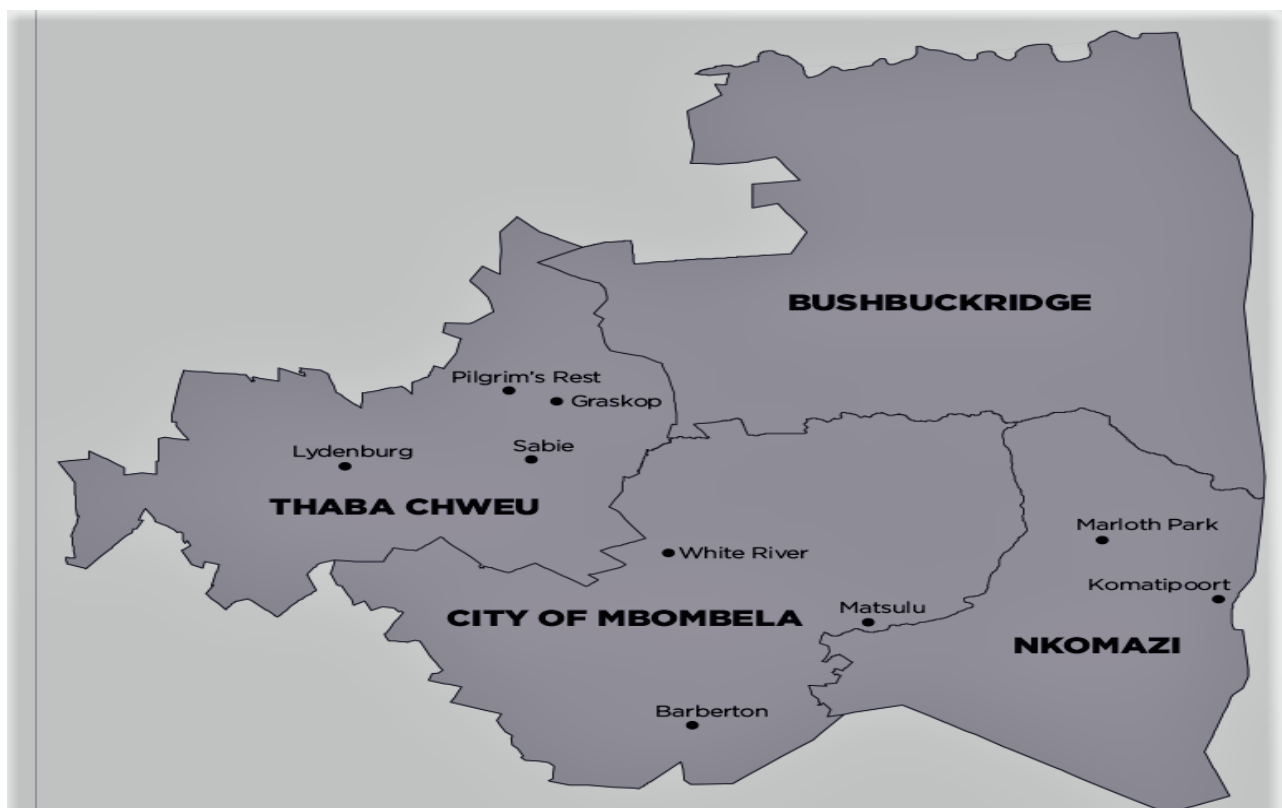 BUSHBUCKRIDGE
Pilgrim's Rest
Graskop
Lydenburg
Sabie
THABA CHWEU
Marloth Park
White River
Komatipoort
Matsulu
CITY OF MBOMBELA
NKOMAZI
Barberton